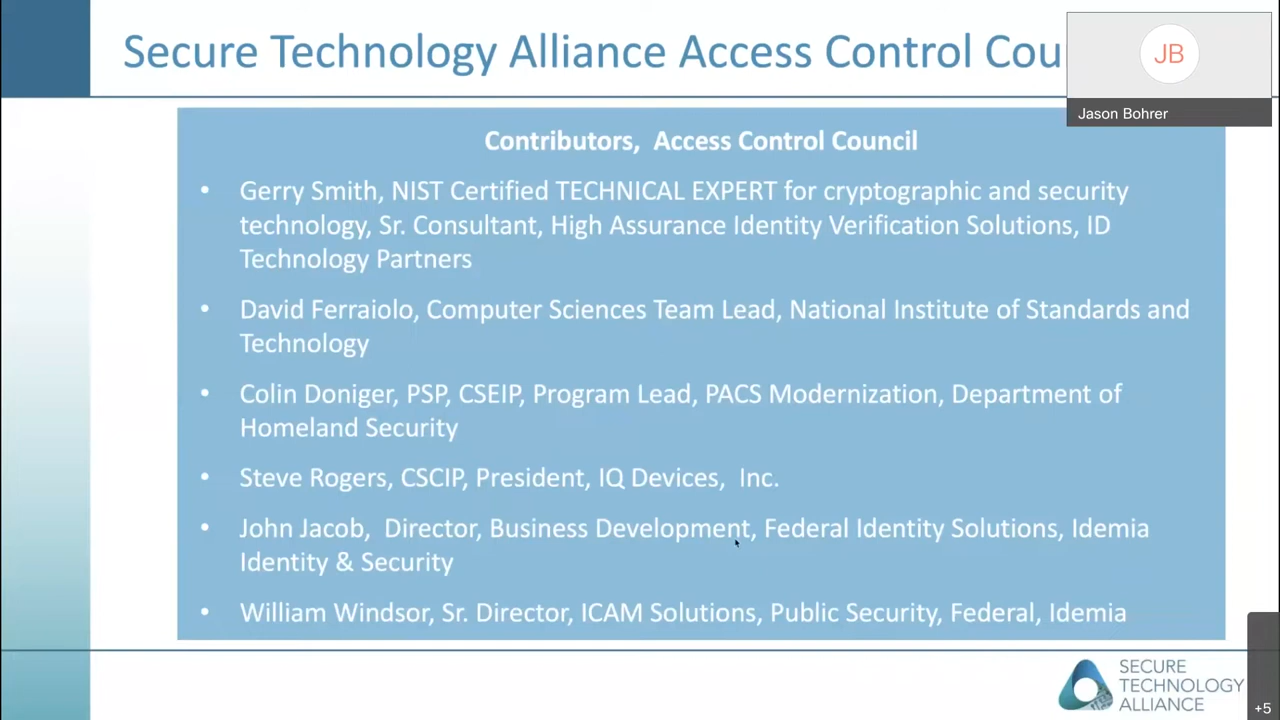 Secure Technology Alliance Access Control Cou
JB
Jason Bohrer
Contributors,  Access Control Council
• Gerry Smith, NIST Certified TECHNICAL EXPERT for cryptographic and security
technology, Sr. Consultant, High Assurance Identity Verification Solutions, ID
Technology Partners
• David Ferraiolo, Computer Sciences Team Lead, National Institute of Standards and
Technology
• Colin Doniger, PSP, CSEIP, Program Lead, PACS Modernization, Department of
Homeland Security
• Steve Rogers, CSCIP, President, IQ Devices,  Inc.
• John Jacob,  Director, Business Development, Federal Identity Solutions, Idemia
Identity & Security
• William Windsor, Sr. Director, ICAM Solutions, Public Security, Federal, Idemia
SECURE
TECHNOLOGY
ALLIANCE
+5